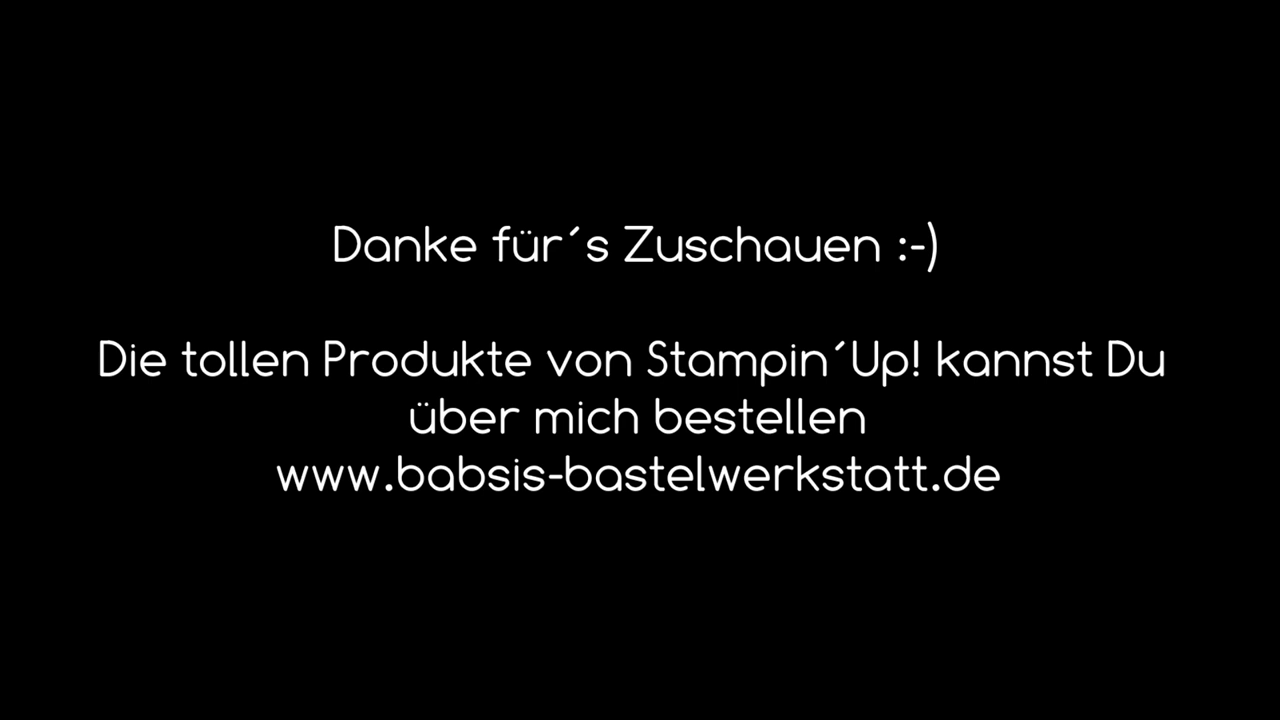 Danke für´s Zuschauen :-)
Die tollen Produkte von Stampin´Up! kannst Du
über mich bestellen
www.babsis-bastelwerkstatt.de